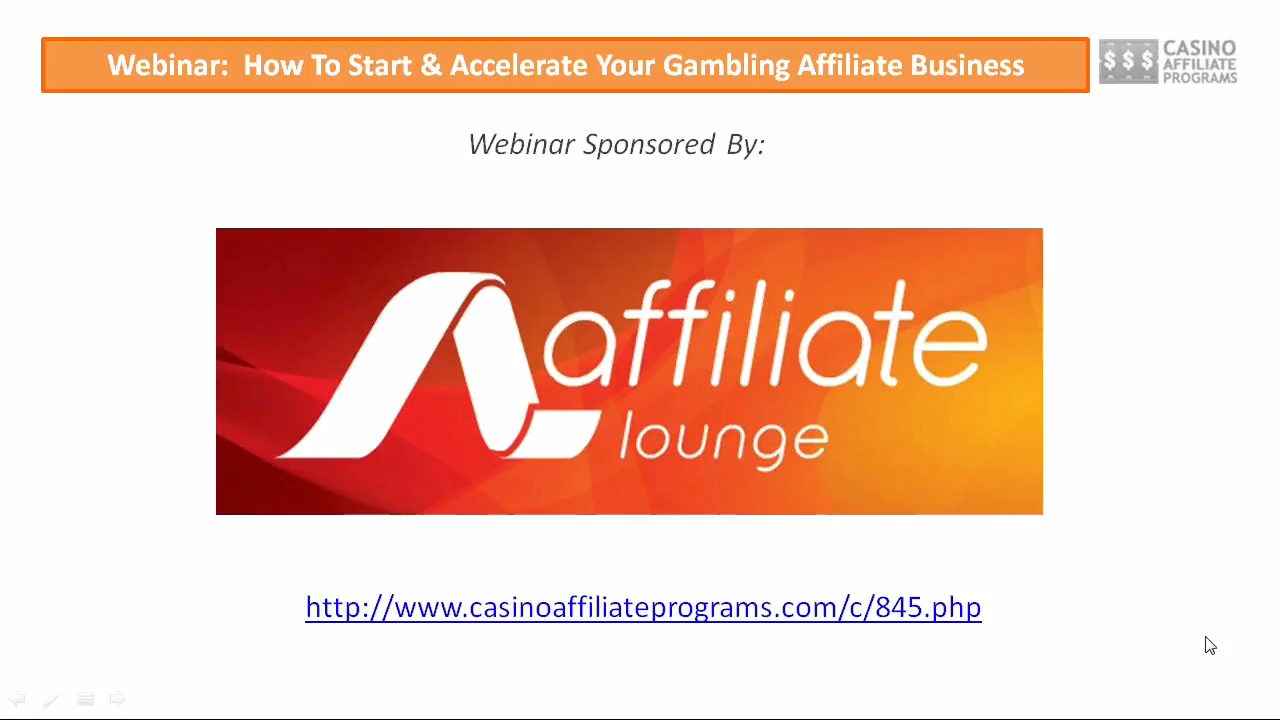 Webinar: How To Start & Accelerate Your Gambling Affiliate Business
$ $ $ CASINO
AFFILIATE
PROGRAMS
Webinar Sponsored By:
affiliate
lounge
http://www.casinoaffiliateprograms.com/c/845.php